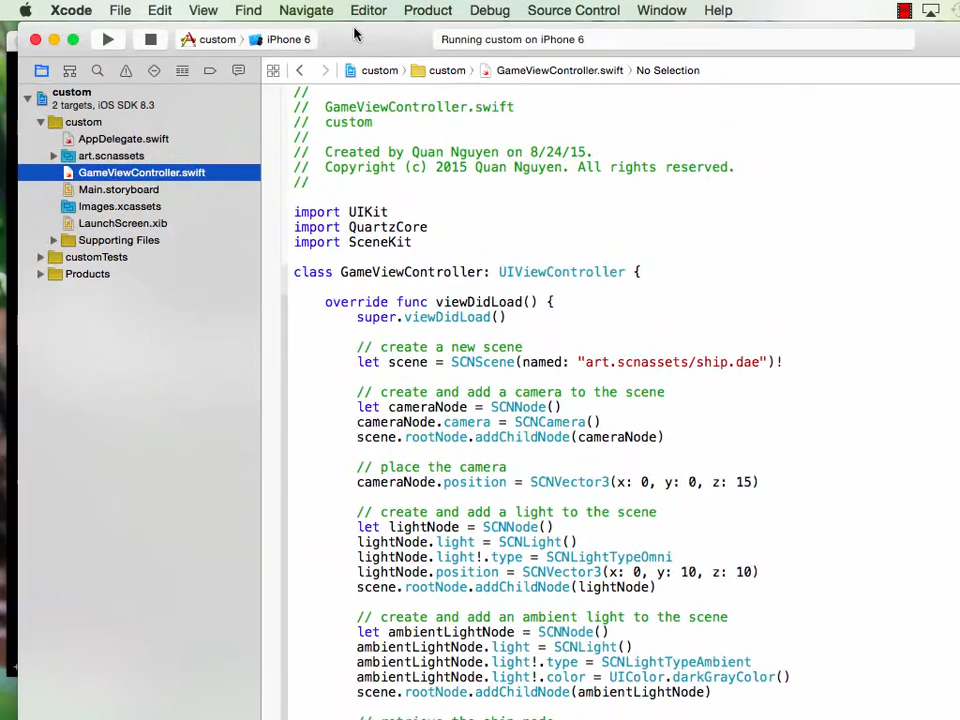 Xcode File Edit View Find Navigate Editor Product Debug Source Control Window Help
custom iPhone 6 Running custom on iPhone 6
custom custom GameViewController.swift No Selection
custom
2 targets, iOS SDK 8.3
custom
AppDelegate.swift
art.scnassets
GameViewController.swift
Main.storyboard
Images.xcassets
LaunchScreen.xib
Supporting Files
customTests
Products
//
// GameViewController.swift
// custom
//
// Created by Quan Nguyen on 8/24/15.
// Copyright (c) 2015 Quan Nguyen. All rights reserved.
//
import UIKit
import QuartzCore
import SceneKit
class GameViewController: UIViewController {
override func viewDidLoad() {
super.viewDidLoad()
// create a new scene
let scene = SCNScene(named: "art.scnassets/ship.dae")!
// create and add a camera to the scene
let cameraNode = SCNNode()
cameraNode.camera = SCNCamera()
scene.rootNode.addChildNode(cameraNode)
// place the camera
cameraNode.position = SCNVector3(x: 0, y: 0, z: 15)
// create and add a light to the scene
let lightNode = SCNNode()
lightNode.light = SCNLight()
lightNode.light!.type = SCNLightTypeOmni
lightNode.position = SCNVector3(x: 0, y: 10, z: 10)
scene.rootNode.addChildNode(lightNode)
// create and add an ambient light to the scene
let ambientLightNode = SCNNode()
ambientLightNode.light = SCNLight()
ambientLightNode.light!.type = SCNLightTypeAmbient
ambientLightNode.light!.color = UIColor.darkGrayColor()
scene.rootNode.addChildNode(ambientLightNode)
// retrieve the ship node